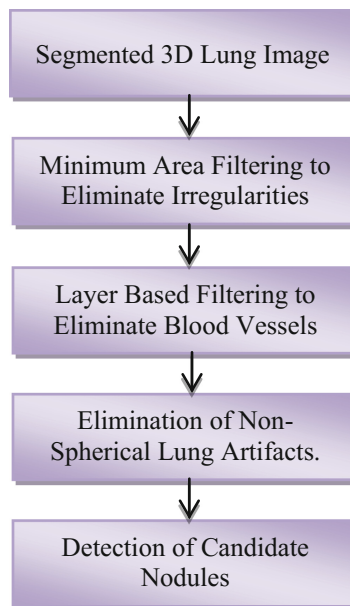 Segmented 3D Lung Image
Minimum Area Filtering to
Eliminate Irregularities
Layer Based Filtering to
Eliminate Blood Vessels
Elimination of Non-
Spherical Lung Artifacts.
Detection of Candidate
Nodules